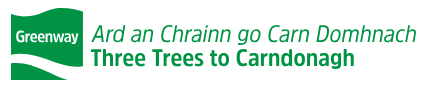 Greenway
Ard an Chrainn go Carn Domhnach
Three Trees to Carndonagh